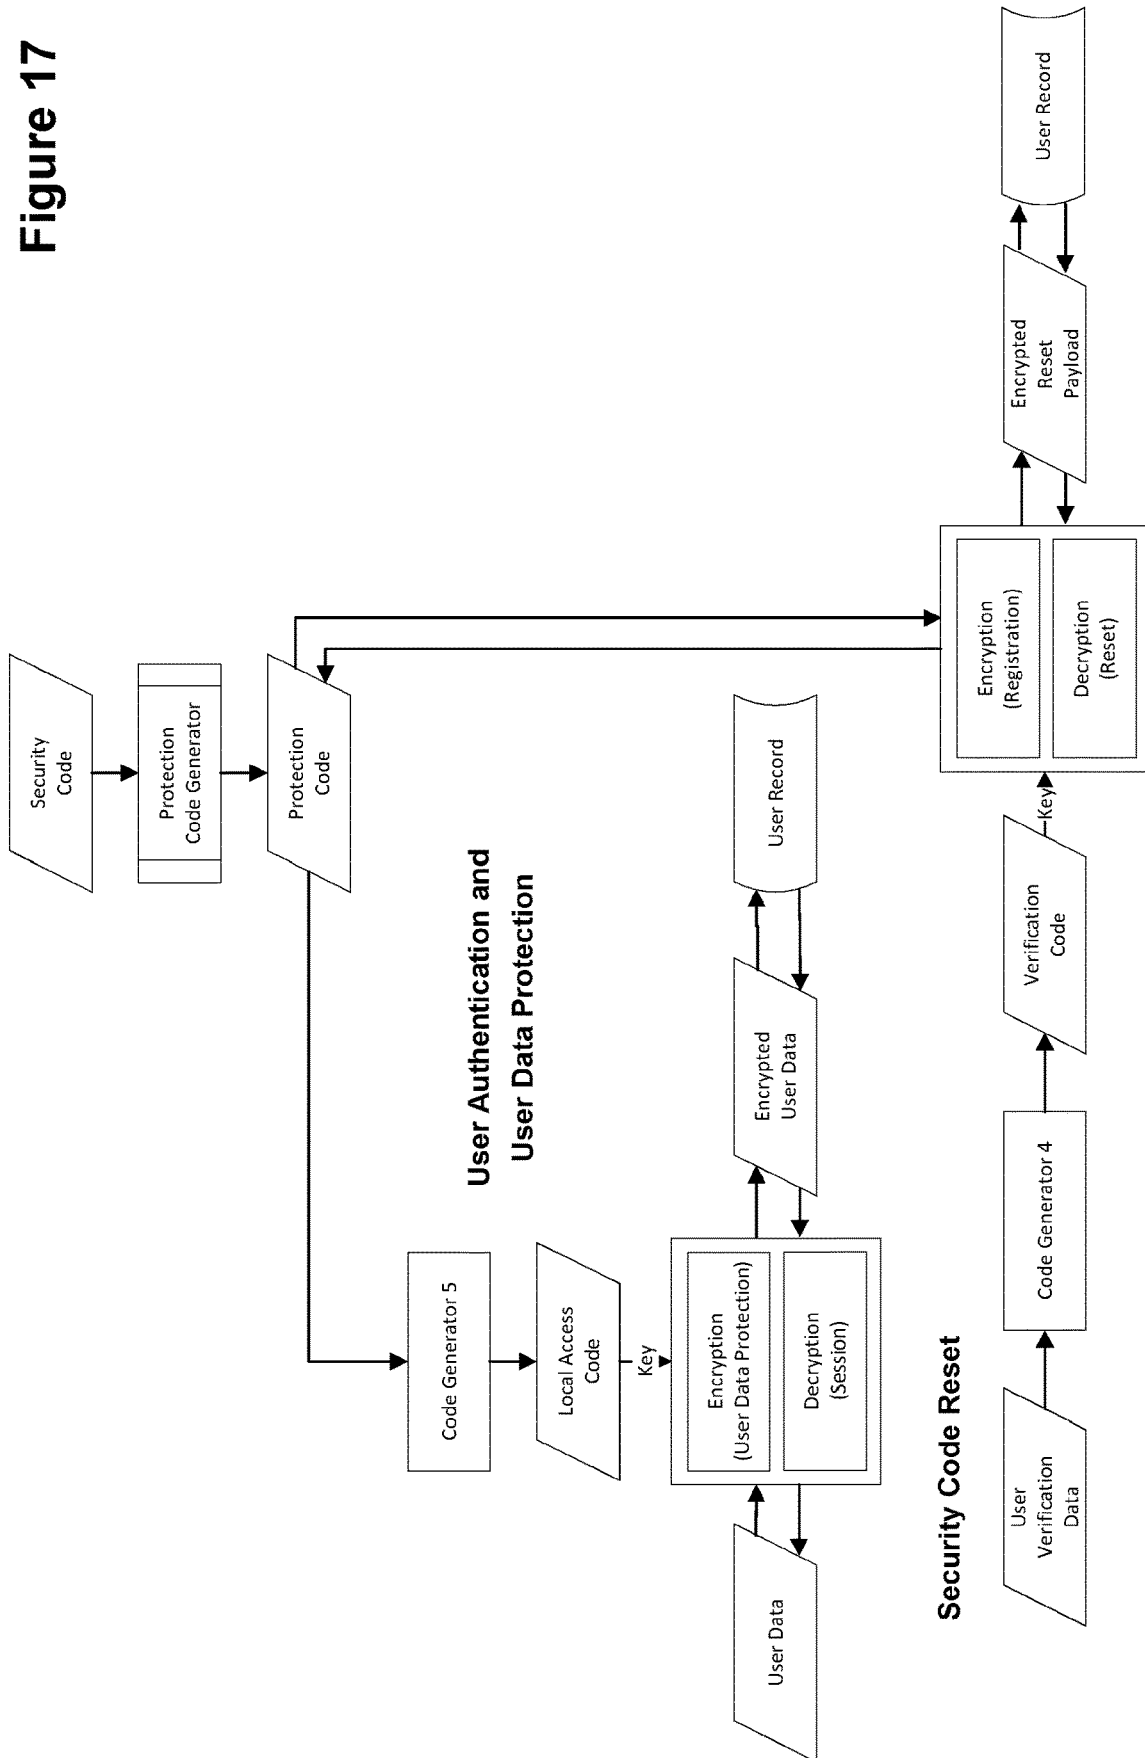 Figure 17
Security
Code
Protection
Code Generator
Protection
Code
User Authentication and
User Data Protection
Code Generator 5
Local Access
Code
Key
User Data
Encryption
(User Data Protection)
Decryption
(Session)
Encrypted
User Data
User Record
Security Code Reset
User
Verification
Data
Code Generator 4
Verification
Code
Key
Encryption
(Registration)
Decryption
(Reset)
Encrypted
Reset
Payload
User Record